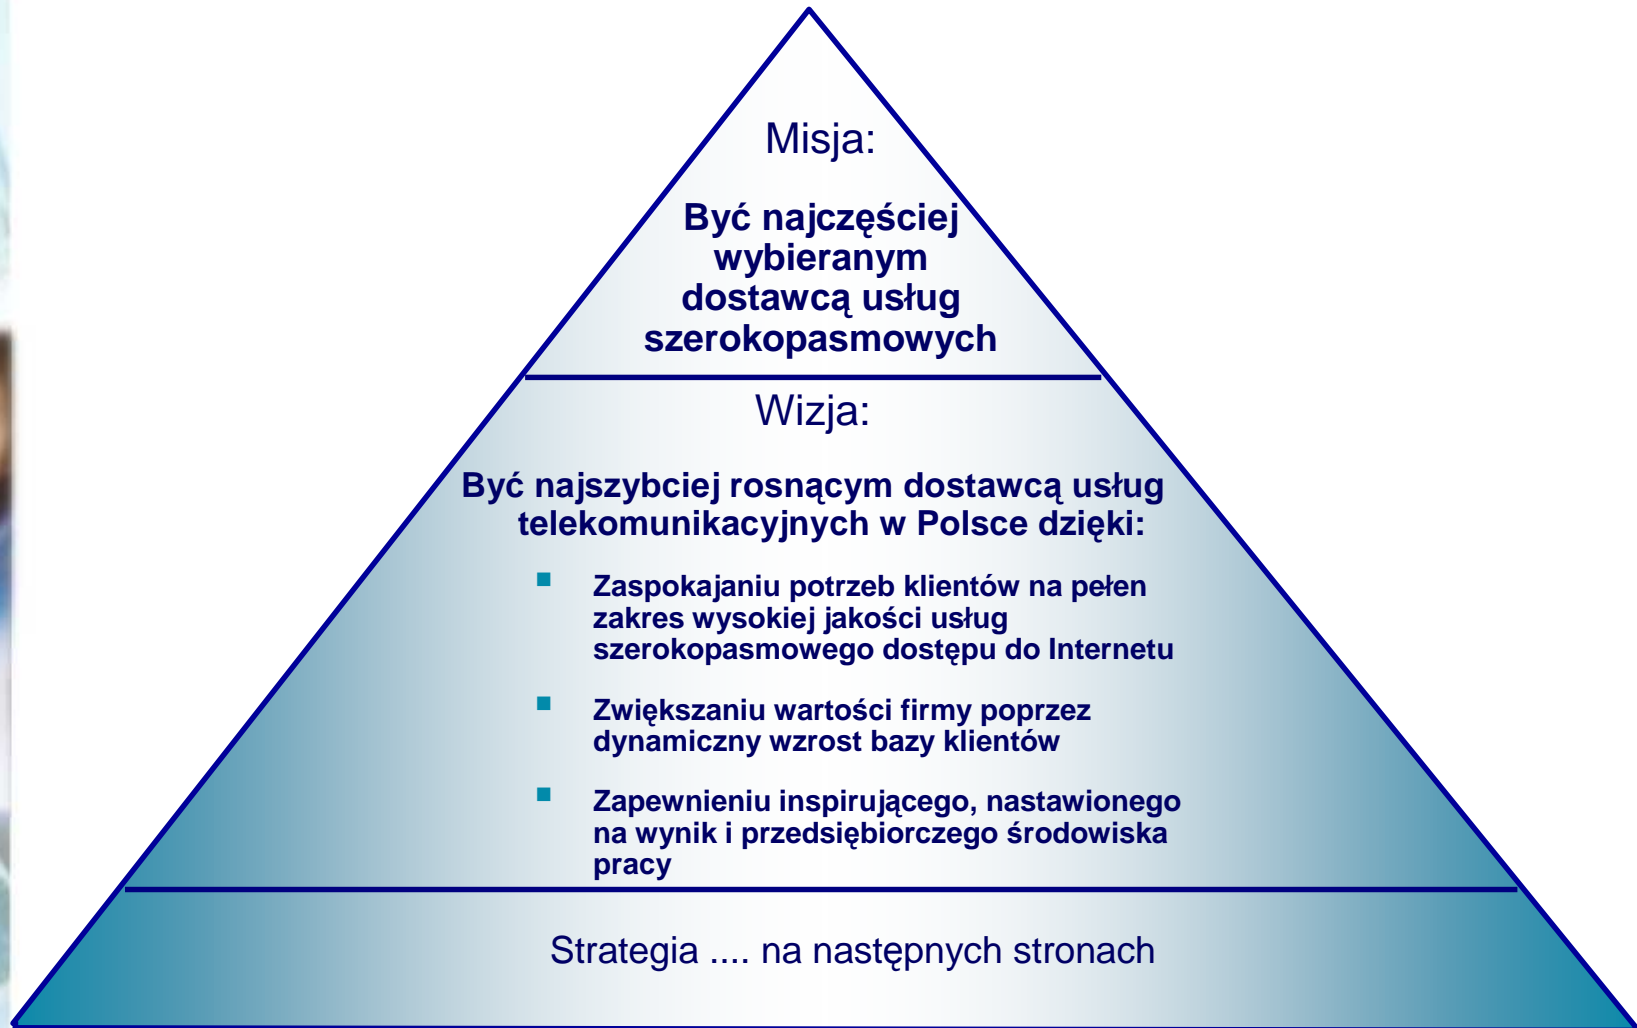 Misja:
Być najczęściej
wybieranym
dostawcą usług
szerokopasmowych
Wizja:
Być najszybciej rosnącym dostawcą usług
telekomunikacyjnych w Polsce dzięki:
Zaspokajaniu potrzeb klientów na pełen
zakres wysokiej jakości usług
szerokopasmowego dostępu do Internetu
Zwiększaniu wartości firmy poprzez
dynamiczny wzrost bazy klientów
Zapewnieniu inspirującego, nastawionego
na wynik i przedsiębiorczego środowiska
pracy
Strategia .... na następnych stronach